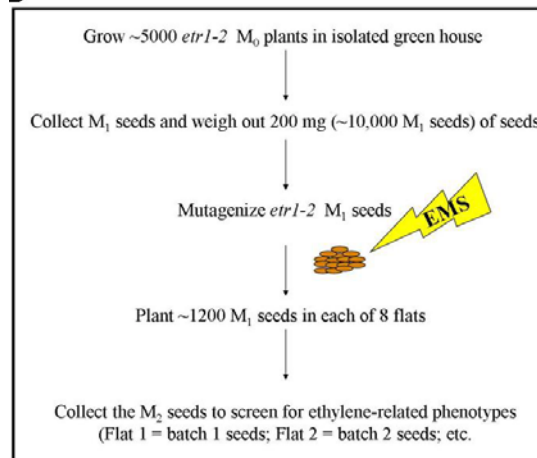 Grow ~5000 etr1-2 M₀ plants in isolated green house
Collect M₁ seeds and weigh out 200 mg (~10,000 M₁ seeds) of seeds
Mutagenize etr1-2 M₁ seeds
EMS
Plant ~1200 M₁ seeds in each of 8 flats
Collect the M₂ seeds to screen for ethylene-related phenotypes
(Flat 1 = batch 1 seeds; Flat 2 = batch 2 seeds; etc.